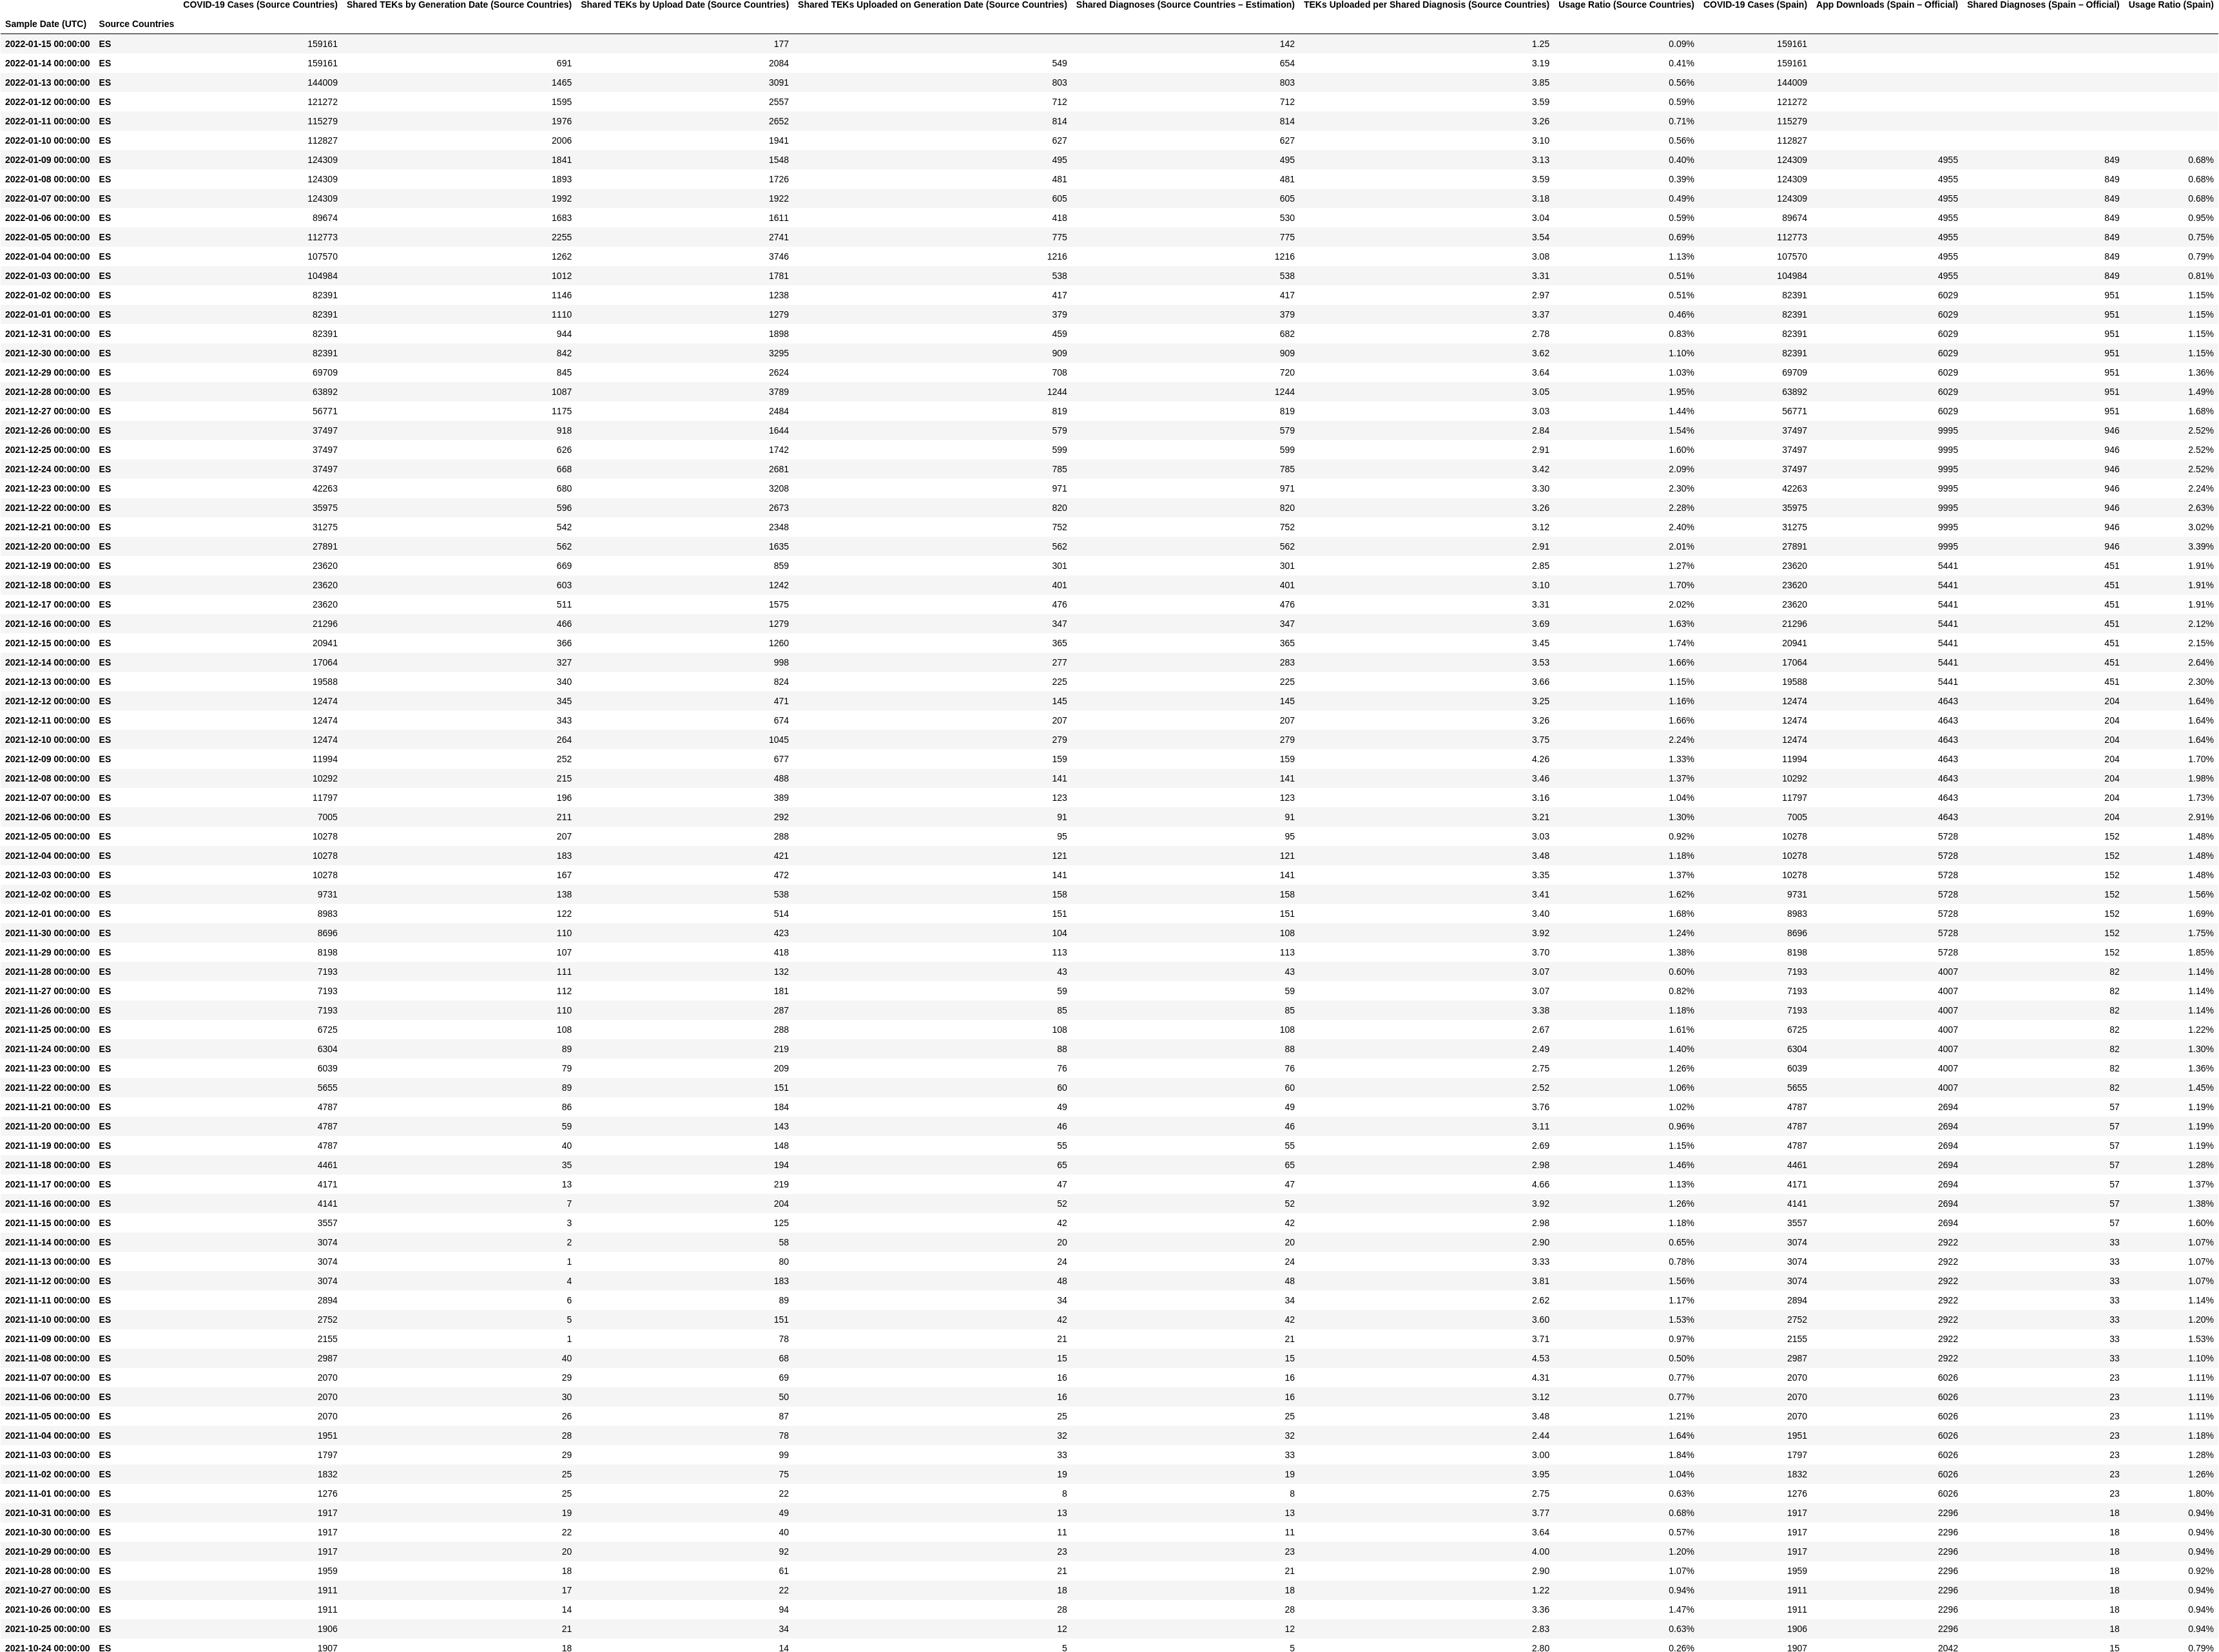 COVID-19 Cases (Source Countries) Shared TEKs by Generation Date (Source Countries) Shared TEKs by Upload Date (Source Countries) Shared TEKs Uploaded on Generation Date (Source Countries) Shared Diagnoses (Source Countries – Estimation) TEKs Uploaded per Shared Diagnosis (Source Countries) Usage Ratio (Source Countries) COVID-19 Cases (Spain) App Downloads (Spain – Official) Shared Diagnoses (Spain – Official) Usage Ratio (Spain)
Sample Date (UTC) Source Countries
2022-01-15 00:00:00 ES 159161 177 142 1.25 0.09% 159161
2022-01-14 00:00:00 ES 159161 691 2084 549 654 3.19 0.41% 159161
2022-01-13 00:00:00 ES 144009 1465 3091 803 803 3.85 0.56% 144009
2022-01-12 00:00:00 ES 121272 1595 2557 712 712 3.59 0.59% 121272
2022-01-11 00:00:00 ES 115279 1976 2652 814 814 3.26 0.71% 115279
2022-01-10 00:00:00 ES 112827 2006 1941 627 627 3.10 0.56% 112827
2022-01-09 00:00:00 ES 124309 1841 1548 495 495 3.13 0.40% 124309 4955 849 0.68%
2022-01-08 00:00:00 ES 124309 1893 1726 481 481 3.59 0.39% 124309 4955 849 0.68%
2022-01-07 00:00:00 ES 124309 1992 1922 605 605 3.18 0.49% 124309 4955 849 0.68%
2022-01-06 00:00:00 ES 89674 1683 1611 418 530 3.04 0.59% 89674 4955 849 0.95%
2022-01-05 00:00:00 ES 112773 2255 2741 775 775 3.54 0.69% 112773 4955 849 0.75%
2022-01-04 00:00:00 ES 107570 1262 3746 1216 1216 3.08 1.13% 107570 4955 849 0.79%
2022-01-03 00:00:00 ES 104984 1012 1781 538 538 3.31 0.51% 104984 4955 849 0.81%
2022-01-02 00:00:00 ES 82391 1146 1238 417 417 2.97 0.51% 82391 6029 951 1.15%
2022-01-01 00:00:00 ES 82391 1110 1279 379 379 3.37 0.46% 82391 6029 951 1.15%
2021-12-31 00:00:00 ES 82391 944 1898 459 682 2.78 0.83% 82391 6029 951 1.15%
2021-12-30 00:00:00 ES 82391 842 3295 909 909 3.62 1.10% 82391 6029 951 1.15%
2021-12-29 00:00:00 ES 69709 845 2624 708 720 3.64 1.03% 69709 6029 951 1.36%
2021-12-28 00:00:00 ES 63892 1087 3789 1244 1244 3.05 1.95% 63892 6029 951 1.49%
2021-12-27 00:00:00 ES 56771 1175 2484 819 819 3.03 1.44% 56771 6029 951 1.68%
2021-12-26 00:00:00 ES 37497 918 1644 579 579 2.84 1.54% 37497 9995 946 2.52%
2021-12-25 00:00:00 ES 37497 626 1742 599 599 2.91 1.60% 37497 9995 946 2.52%
2021-12-24 00:00:00 ES 37497 668 2681 785 785 3.42 2.09% 37497 9995 946 2.52%
2021-12-23 00:00:00 ES 42263 680 3208 971 971 3.30 2.30% 42263 9995 946 2.24%
2021-12-22 00:00:00 ES 35975 596 2673 820 820 3.26 2.28% 35975 9995 946 2.63%
2021-12-21 00:00:00 ES 31275 542 2348 752 752 3.12 2.40% 31275 9995 946 3.02%
2021-12-20 00:00:00 ES 27891 562 1635 562 562 2.91 2.01% 27891 9995 946 3.39%
2021-12-19 00:00:00 ES 23620 669 859 301 301 2.85 1.27% 23620 5441 451 1.91%
2021-12-18 00:00:00 ES 23620 603 1242 401 401 3.10 1.70% 23620 5441 451 1.91%
2021-12-17 00:00:00 ES 23620 511 1575 476 476 3.31 2.02% 23620 5441 451 1.91%
2021-12-16 00:00:00 ES 21296 466 1279 347 347 3.69 1.63% 21296 5441 451 2.12%
2021-12-15 00:00:00 ES 20941 366 1260 365 365 3.45 1.74% 20941 5441 451 2.15%
2021-12-14 00:00:00 ES 17064 327 998 277 283 3.53 1.66% 17064 5441 451 2.64%
2021-12-13 00:00:00 ES 19588 340 824 225 225 3.66 1.15% 19588 5441 451 2.30%
2021-12-12 00:00:00 ES 12474 345 471 145 145 3.25 1.16% 12474 4643 204 1.64%
2021-12-11 00:00:00 ES 12474 343 674 207 207 3.26 1.66% 12474 4643 204 1.64%
2021-12-10 00:00:00 ES 12474 264 1045 279 279 3.75 2.24% 12474 4643 204 1.64%
2021-12-09 00:00:00 ES 11994 252 677 159 159 4.26 1.33% 11994 4643 204 1.70%
2021-12-08 00:00:00 ES 10292 215 488 141 141 3.46 1.37% 10292 4643 204 1.98%
2021-12-07 00:00:00 ES 11797 196 389 123 123 3.16 1.04% 11797 4643 204 1.73%
2021-12-06 00:00:00 ES 7005 211 292 91 91 3.21 1.30% 7005 4643 204 2.91%
2021-12-05 00:00:00 ES 10278 207 288 95 95 3.03 0.92% 10278 5728 152 1.48%
2021-12-04 00:00:00 ES 10278 183 421 121 121 3.48 1.18% 10278 5728 152 1.48%
2021-12-03 00:00:00 ES 10278 167 472 141 141 3.35 1.37% 10278 5728 152 1.48%
2021-12-02 00:00:00 ES 9731 138 538 158 158 3.41 1.62% 9731 5728 152 1.56%
2021-12-01 00:00:00 ES 8983 122 514 151 151 3.40 1.68% 8983 5728 152 1.69%
2021-11-30 00:00:00 ES 8696 110 423 104 108 3.92 1.24% 8696 5728 152 1.75%
2021-11-29 00:00:00 ES 8198 107 418 113 113 3.70 1.38% 8198 5728 152 1.85%
2021-11-28 00:00:00 ES 7193 111 132 43 43 3.07 0.60% 7193 4007 82 1.14%
2021-11-27 00:00:00 ES 7193 112 181 59 59 3.07 0.82% 7193 4007 82 1.14%
2021-11-26 00:00:00 ES 7193 110 287 85 85 3.38 1.18% 7193 4007 82 1.14%
2021-11-25 00:00:00 ES 6725 108 288 108 108 2.67 1.61% 6725 4007 82 1.22%
2021-11-24 00:00:00 ES 6304 89 219 88 88 2.49 1.40% 6304 4007 82 1.30%
2021-11-23 00:00:00 ES 6039 79 209 76 76 2.75 1.26% 6039 4007 82 1.36%
2021-11-22 00:00:00 ES 5655 89 151 60 60 2.52 1.06% 5655 4007 82 1.45%
2021-11-21 00:00:00 ES 4787 86 184 49 49 3.76 1.02% 4787 2694 57 1.19%
2021-11-20 00:00:00 ES 4787 59 143 46 46 3.11 0.96% 4787 2694 57 1.19%
2021-11-19 00:00:00 ES 4787 40 148 55 55 2.69 1.15% 4787 2694 57 1.19%
2021-11-18 00:00:00 ES 4461 35 194 65 65 2.98 1.46% 4461 2694 57 1.28%
2021-11-17 00:00:00 ES 4171 13 219 47 47 4.66 1.13% 4171 2694 57 1.37%
2021-11-16 00:00:00 ES 4141 7 204 52 52 3.92 1.26% 4141 2694 57 1.38%
2021-11-15 00:00:00 ES 3557 3 125 42 42 2.98 1.18% 3557 2694 57 1.60%
2021-11-14 00:00:00 ES 3074 2 58 20 20 2.90 0.65% 3074 2922 33 1.07%
2021-11-13 00:00:00 ES 3074 1 80 24 24 3.33 0.78% 3074 2922 33 1.07%
2021-11-12 00:00:00 ES 3074 4 183 48 48 3.81 1.56% 3074 2922 33 1.07%
2021-11-11 00:00:00 ES 2894 6 89 34 34 2.62 1.17% 2894 2922 33 1.14%
2021-11-10 00:00:00 ES 2752 5 151 42 42 3.60 1.53% 2752 2922 33 1.20%
2021-11-09 00:00:00 ES 2155 1 78 21 21 3.71 0.97% 2155 2922 33 1.53%
2021-11-08 00:00:00 ES 2987 40 68 15 15 4.53 0.50% 2987 2922 33 1.10%
2021-11-07 00:00:00 ES 2070 29 69 16 16 4.31 0.77% 2070 6026 23 1.11%
2021-11-06 00:00:00 ES 2070 30 50 16 16 3.12 0.77% 2070 6026 23 1.11%
2021-11-05 00:00:00 ES 2070 26 87 25 25 3.48 1.21% 2070 6026 23 1.11%
2021-11-04 00:00:00 ES 1951 28 78 32 32 2.44 1.64% 1951 6026 23 1.18%
2021-11-03 00:00:00 ES 1797 29 99 33 33 3.00 1.84% 1797 6026 23 1.28%
2021-11-02 00:00:00 ES 1832 25 75 19 19 3.95 1.04% 1832 6026 23 1.26%
2021-11-01 00:00:00 ES 1276 25 22 8 8 2.75 0.63% 1276 6026 23 1.80%
2021-10-31 00:00:00 ES 1917 19 49 13 13 3.77 0.68% 1917 2296 18 0.94%
2021-10-30 00:00:00 ES 1917 22 40 11 11 3.64 0.57% 1917 2296 18 0.94%
2021-10-29 00:00:00 ES 1917 20 92 23 23 4.00 1.20% 1917 2296 18 0.94%
2021-10-28 00:00:00 ES 1959 18 61 21 21 2.90 1.07% 1959 2296 18 0.92%
2021-10-27 00:00:00 ES 1911 17 22 18 18 1.22 0.94% 1911 2296 18 0.94%
2021-10-26 00:00:00 ES 1911 14 94 28 28 3.36 1.47% 1911 2296 18 0.94%
2021-10-25 00:00:00 ES 1906 21 34 12 12 2.83 0.63% 1906 2296 18 0.94%
2021-10-24 00:00:00 ES 1907 18 14 5 5 2.80 0.26% 1907 2042 15 0.79%